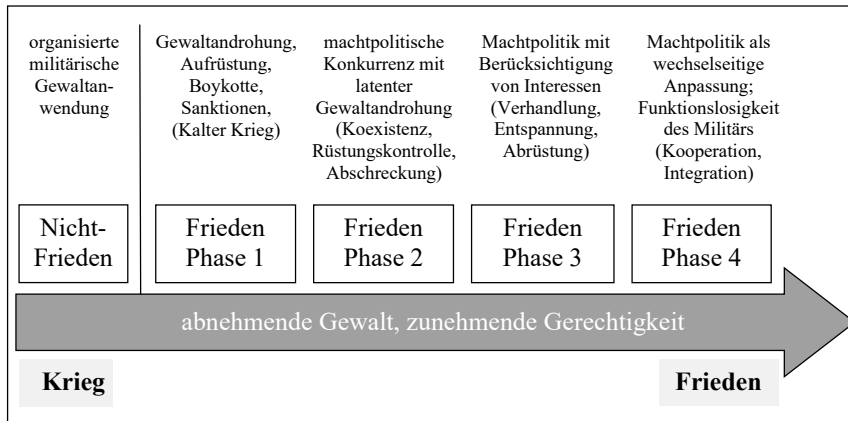 organisierte
militärische
Gewaltan-
wendung
Gewaltandrohung,
Aufrüstung,
Boykotte,
Sanktionen,
(Kalter Krieg)
machtpolitische
Konkurrenz mit
latenter
Gewaltandrohung
(Koexistenz,
Rüstungskontrolle,
Abschreckung)
Machtpolitik mit
Berücksichtigung
von Interessen
(Verhandlung,
Entspannung,
Abrüstung)
Machtpolitik als
wechselseitige
Anpassung;
Funktionslosigkeit
des Militärs
(Kooperation,
Integration)
Nicht-
Frieden
Frieden
Phase 1
Frieden
Phase 2
Frieden
Phase 3
Frieden
Phase 4
abnehmende Gewalt, zunehmende Gerechtigkeit
Krieg
Frieden